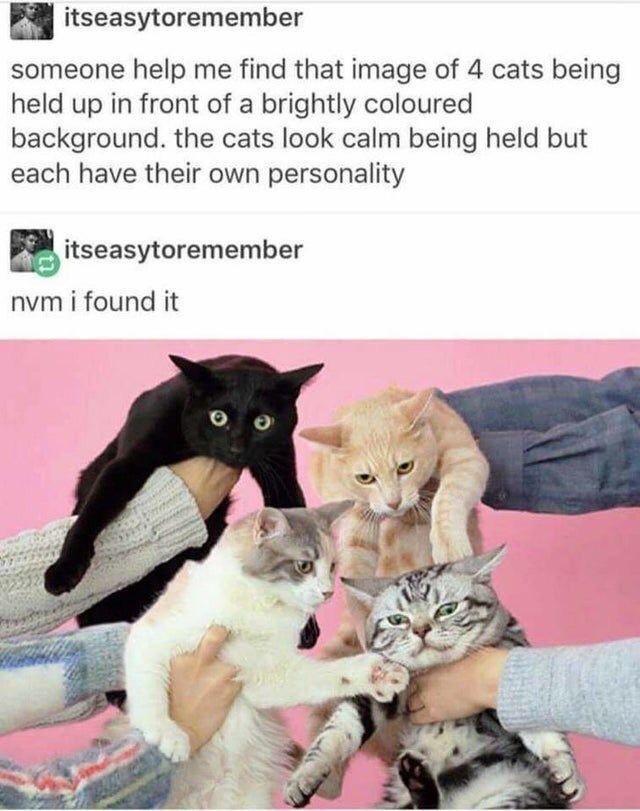 itseasytoremember
someone help me find that image of 4 cats being
held up in front of a brightly coloured
background. the cats look calm being held but
each have their own personality
itseasytoremember
nvm i found it